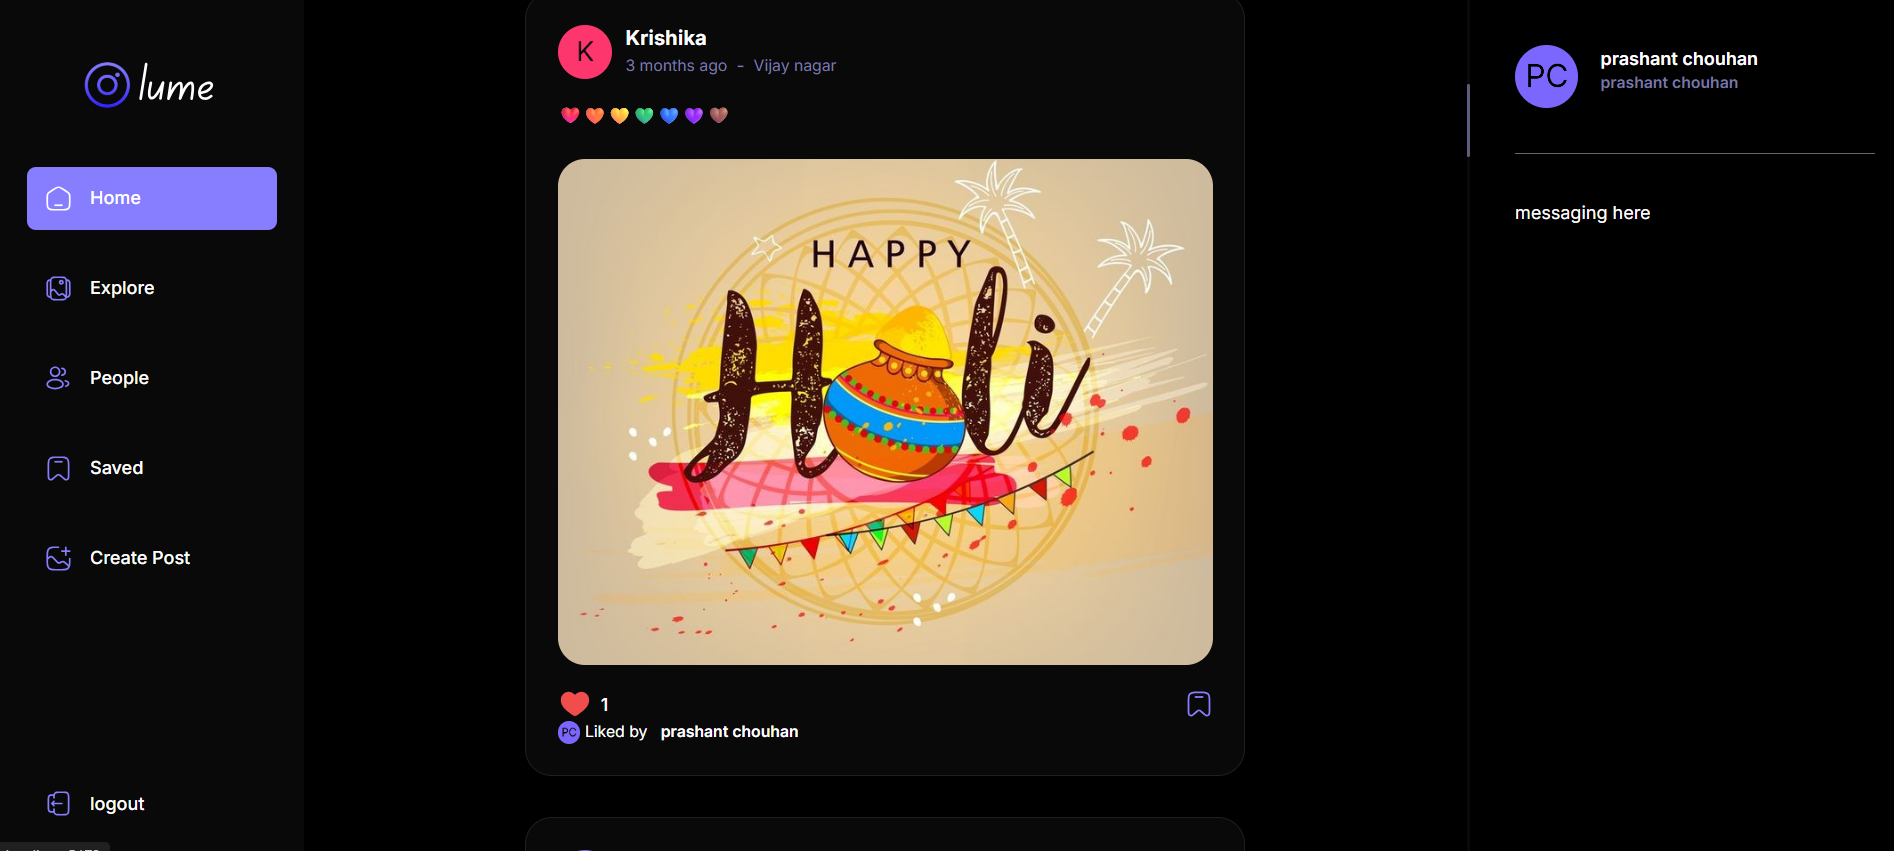 lume
Home
Explore
People
Saved
Create Post
logout
K
Krishika
3 months ago - Vijay nagar
HAPPY
Holi
1
PC Liked by prashant chouhan
PC
prashant chouhan
prashant chouhan
messaging here